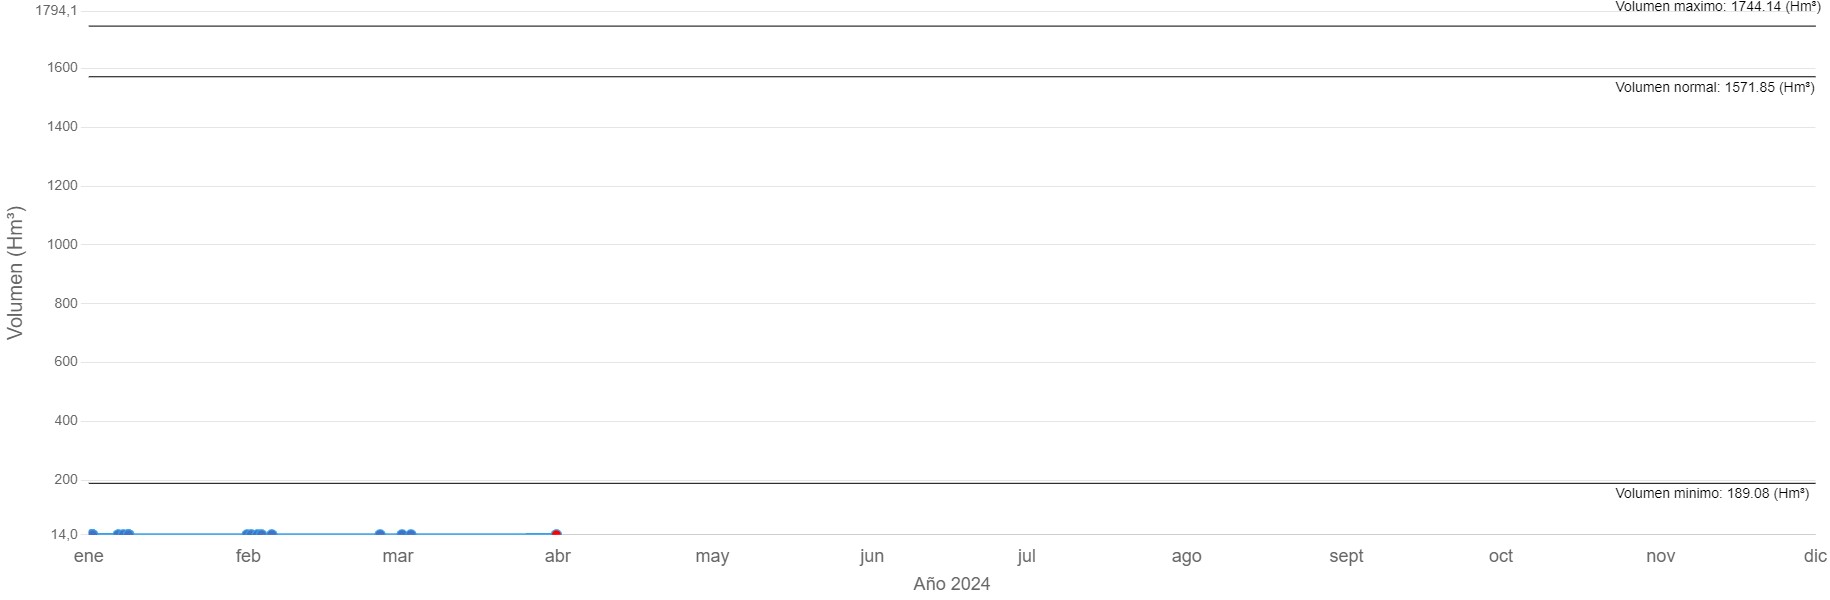 1794,1
Volumen maximo: 1744.14 (Hm³)
1600
Volumen normal: 1571.85 (Hm³)
1400
1200
1000
800
600
400
200
Volumen minimo: 189.08 (Hm³)
14,0
Volumen (Hm³)
ene feb mar abr may jun jul ago sept oct nov dic
Año 2024